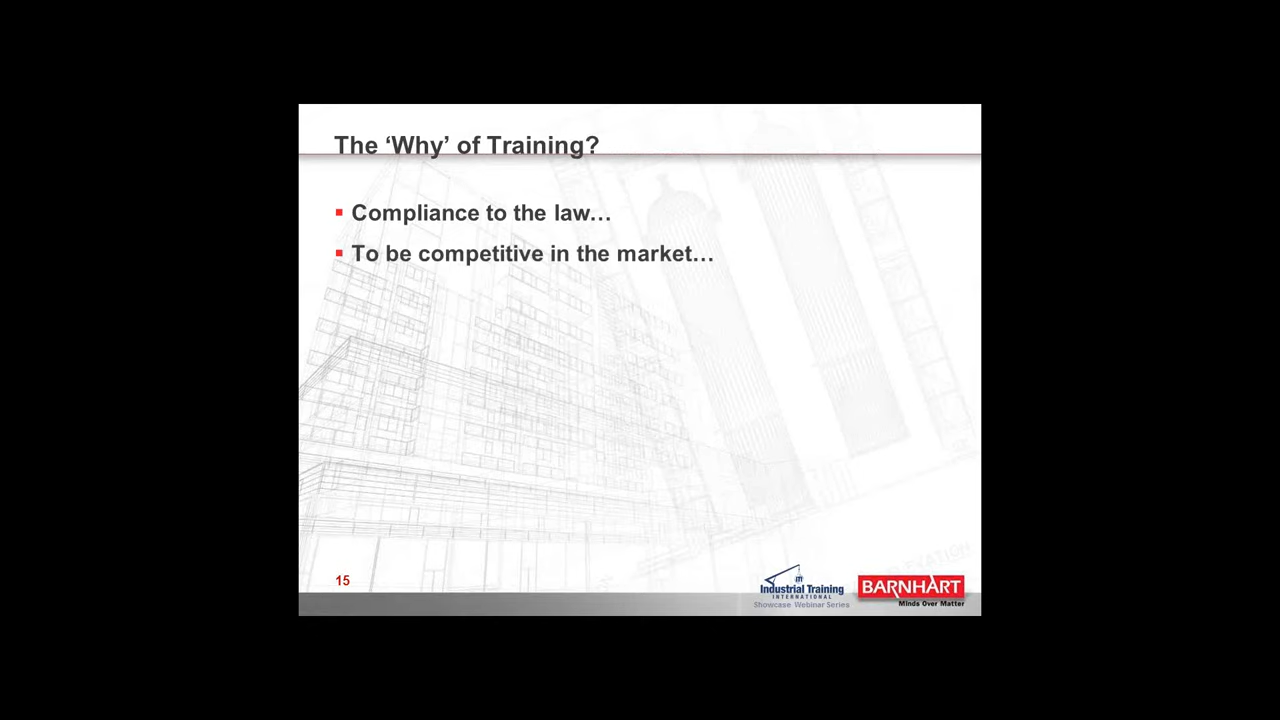 The ‘Why’ of Training?
Compliance to the law…
To be competitive in the market…
15
iti
Industrial Training
INTERNATIONAL
Showcase Webinar Series
BARNHART
Minds Over Matter